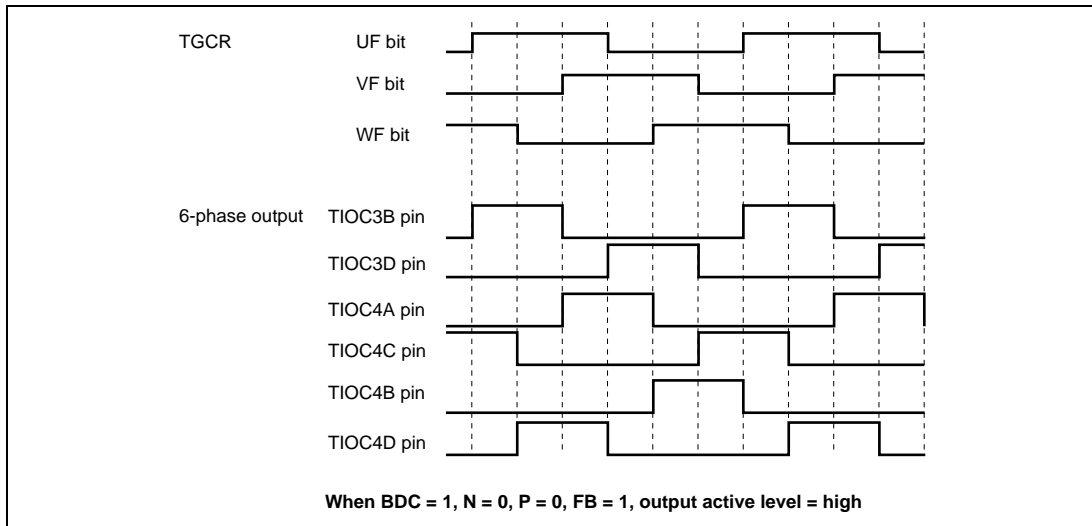 TGCR UF bit
VF bit
WF bit
6-phase output TIOC3B pin
TIOC3D pin
TIOC4A pin
TIOC4C pin
TIOC4B pin
TIOC4D pin
When BDC = 1, N = 0, P = 0, FB = 1, output active level = high